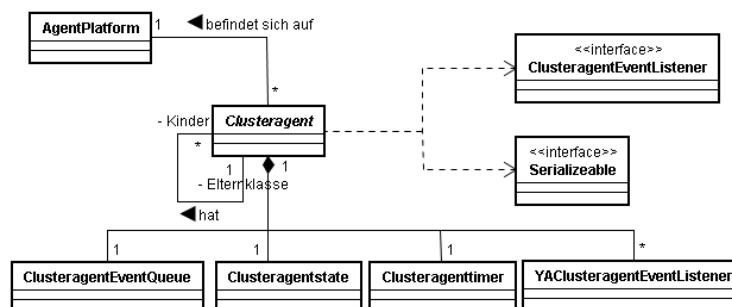 AgentPlatform
1
befindet sich auf
*
<<interface>>
ClusteragentEventListener
- Kinder
Clusteragent
*
1
1
- Elternklasse
hat
<<interface>>
Serializeable
1
1
1
*
ClusteragentEventQueue
Clusteragentstate
Clusteragenttimer
YAClusteragentEventListener